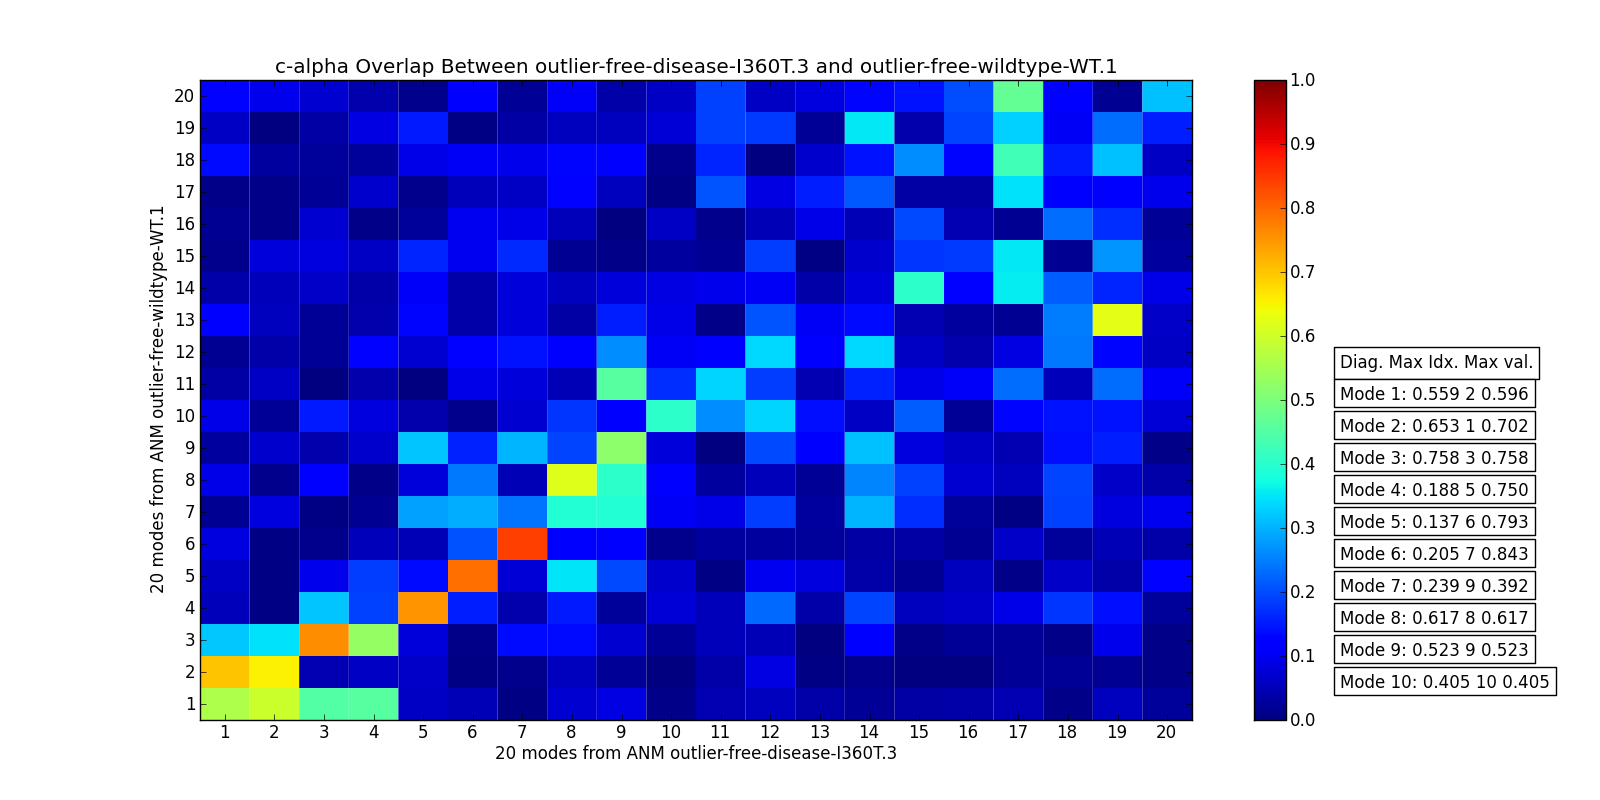 c-alpha Overlap Between outlier-free-disease-I360T.3 and outlier-free-wildtype-WT.1
20 modes from ANM outlier-free-wildtype-WT.1
20
19
18
17
16
15
14
13
12
11
10
9
8
7
6
5
4
3
2
1
1 2 3 4 5 6 7 8 9 10 11 12 13 14 15 16 17 18 19 20
20 modes from ANM outlier-free-disease-I360T.3
1.0
0.9
0.8
0.7
0.6
0.5
0.4
0.3
0.2
0.1
0.0
Diag. Max Idx. Max val.
Mode 1: 0.559 2 0.596
Mode 2: 0.653 1 0.702
Mode 3: 0.758 3 0.758
Mode 4: 0.188 5 0.750
Mode 5: 0.137 6 0.793
Mode 6: 0.205 7 0.843
Mode 7: 0.239 9 0.392
Mode 8: 0.617 8 0.617
Mode 9: 0.523 9 0.523
Mode 10: 0.405 10 0.405